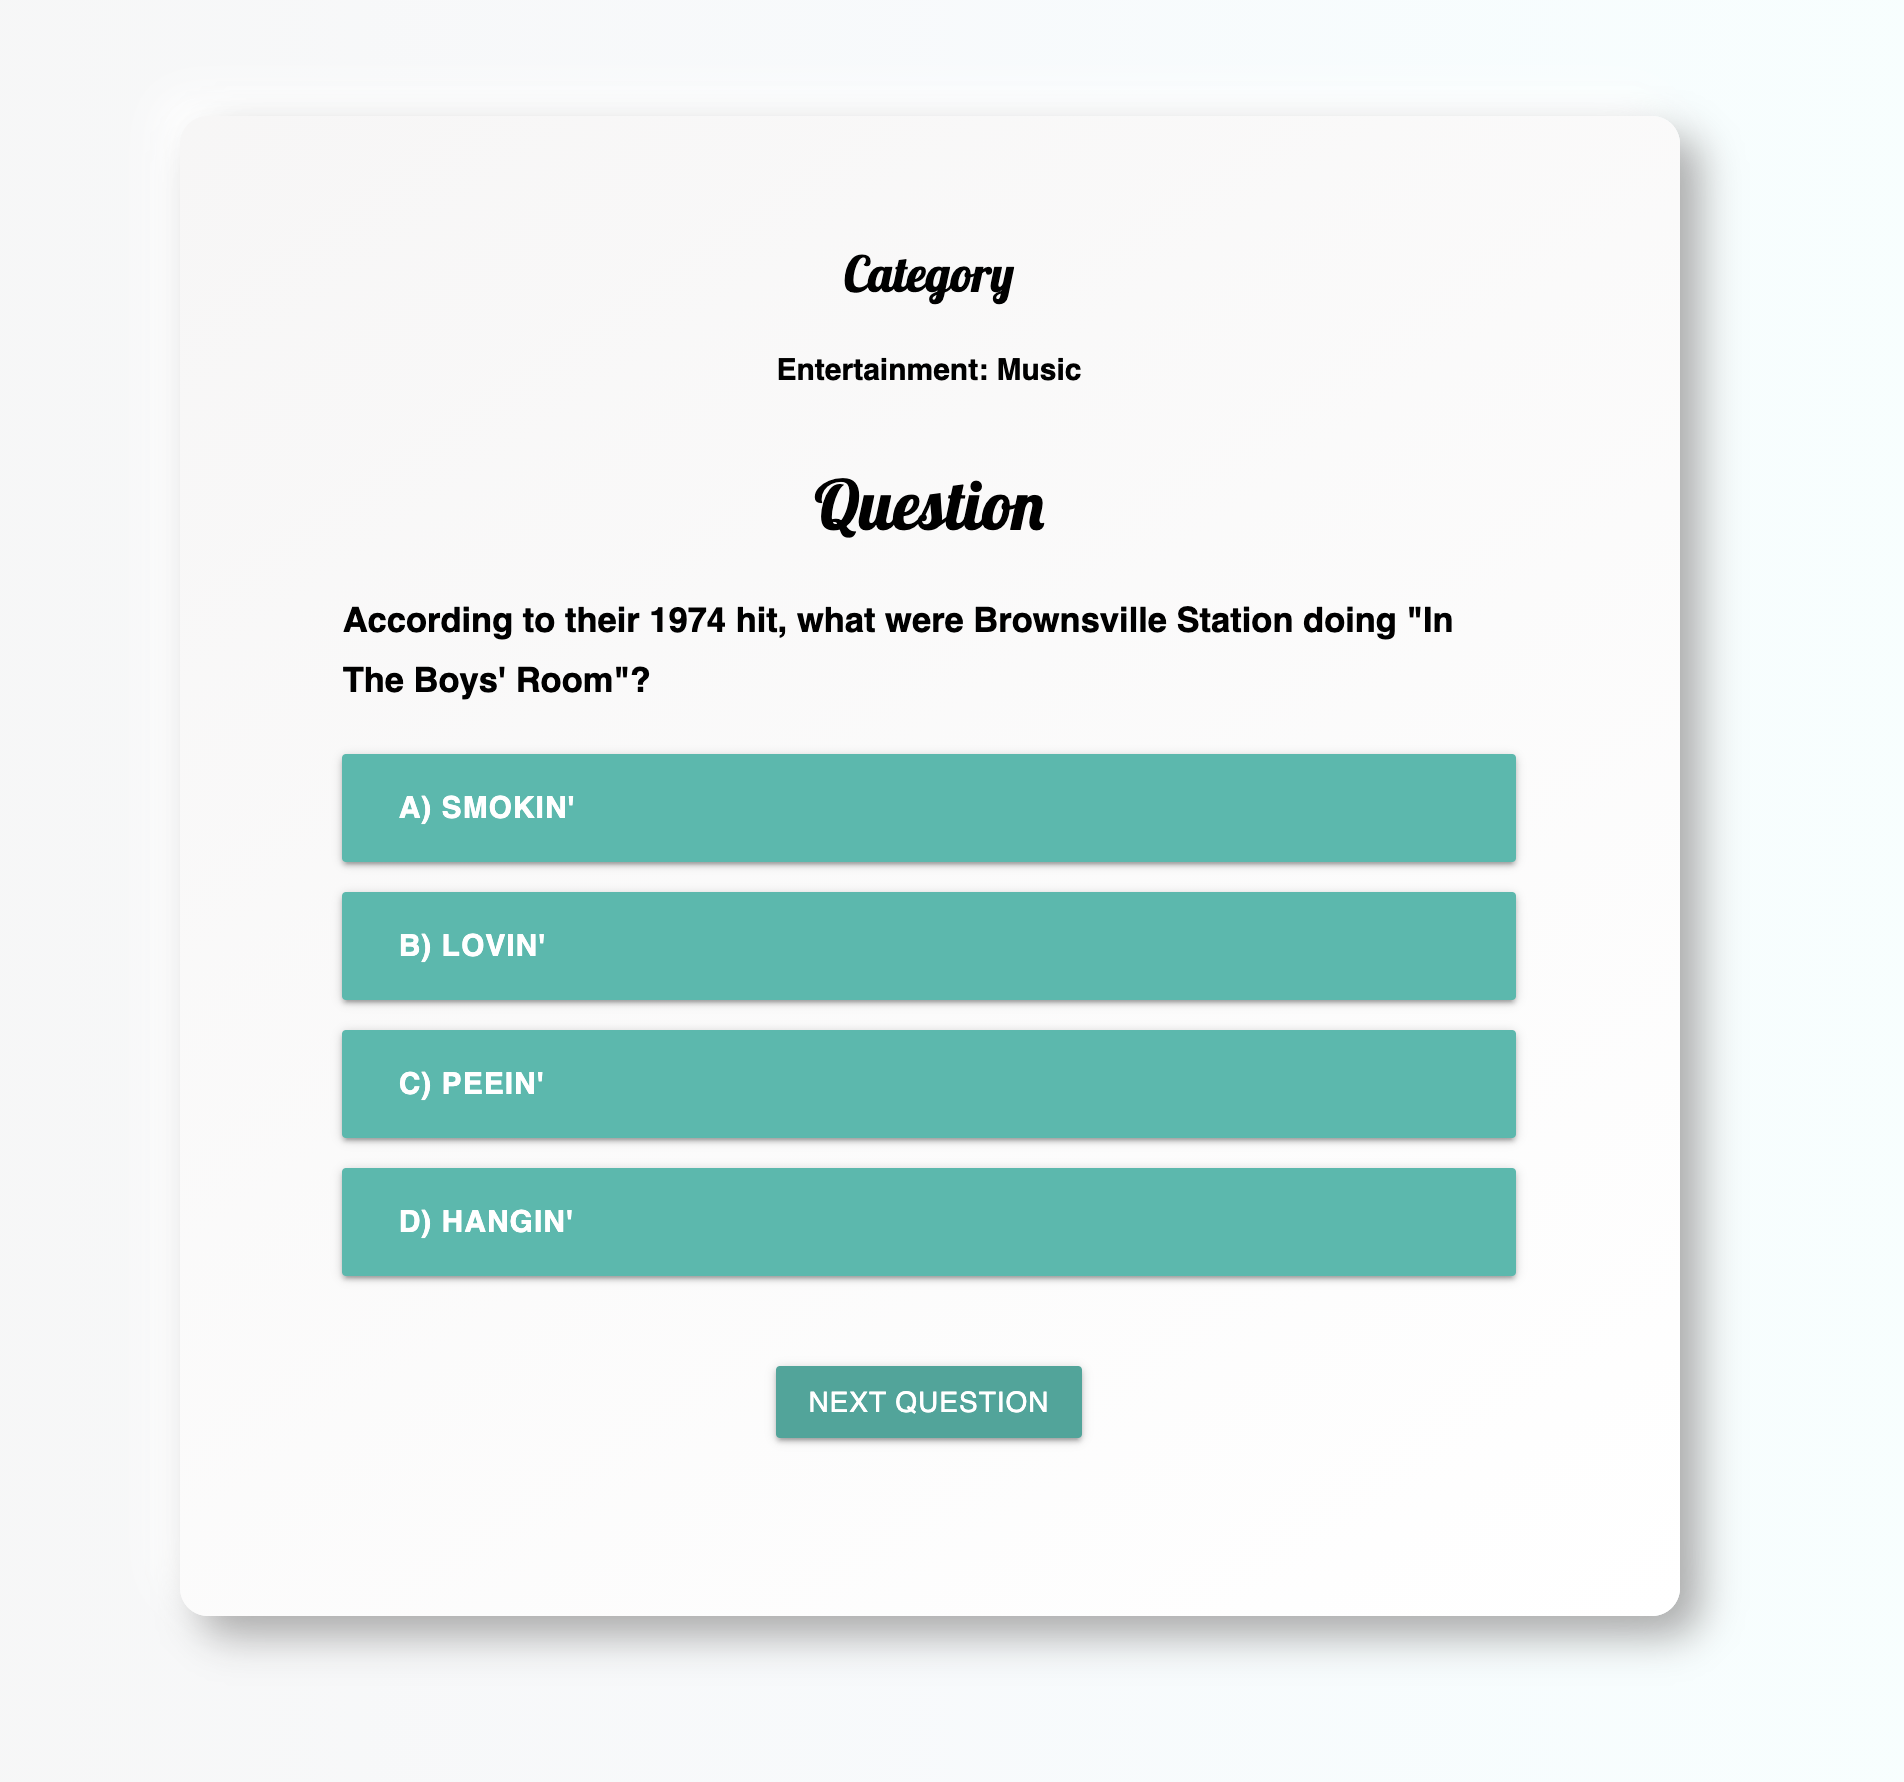 Category
Entertainment: Music
Question
According to their 1974 hit, what were Brownsville Station doing "In
The Boys' Room"?
A) SMOKIN'
B) LOVIN'
C) PEEIN'
D) HANGIN'
NEXT QUESTION